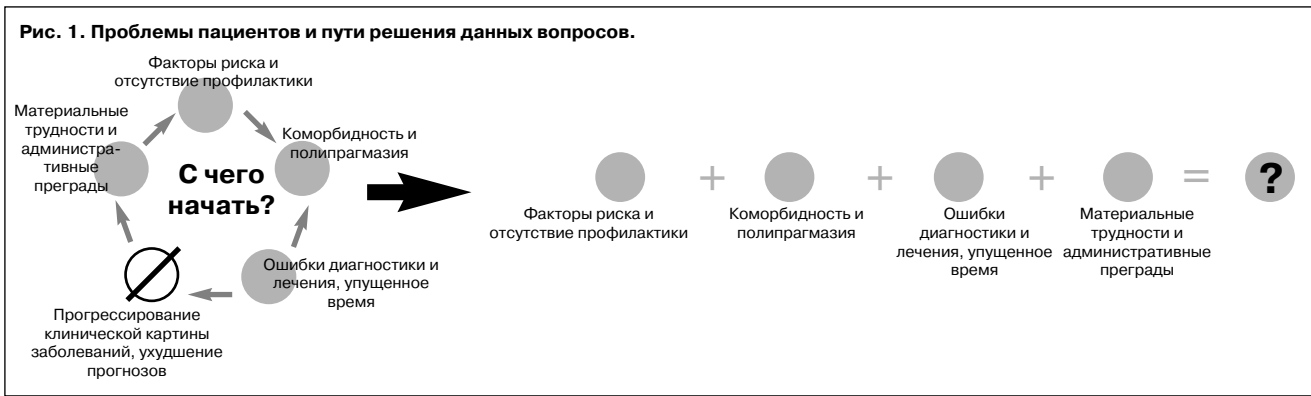 Рис. 1. Проблемы пациентов и пути решения данных вопросов.
Факторы риска и
отсутствие профилактики
Материальные
трудности и
администра-
тивные
преграды
Коморбидность и
полипрагмазия
С чего
начать?
Ошибки диагностики и
лечения, упущенное
время
Прогрессирование
клинической картины
заболеваний, ухудшение
прогнозов
+
+
+
=
?
Факторы риска и
отсутствие профилактики
Коморбидность и
полипрагмазия
Ошибки
диагностики и
лечения, упущенное
время
Материальные
трудности и
административные
преграды